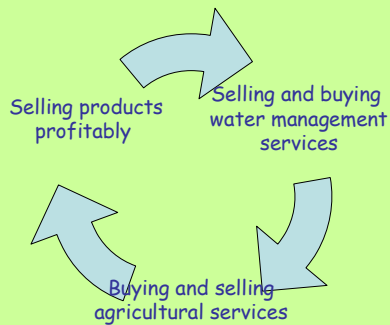 Selling products
profitably
Selling and buying
water management
services
Buying and selling
agricultural services